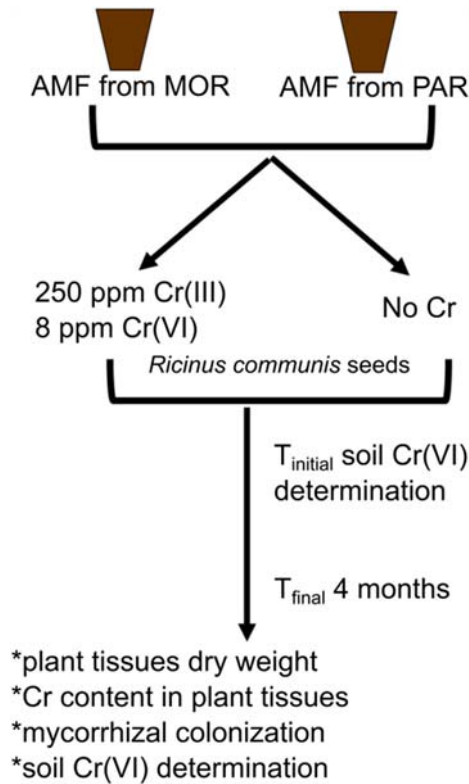 AMF from MOR
AMF from PAR
250 ppm Cr(III)
8 ppm Cr(VI)
No Cr
Ricinus communis seeds
Tinitial soil Cr(VI)
determination
Tfinal 4 months
*plant tissues dry weight
*Cr content in plant tissues
*mycorrhizal colonization
*soil Cr(VI) determination